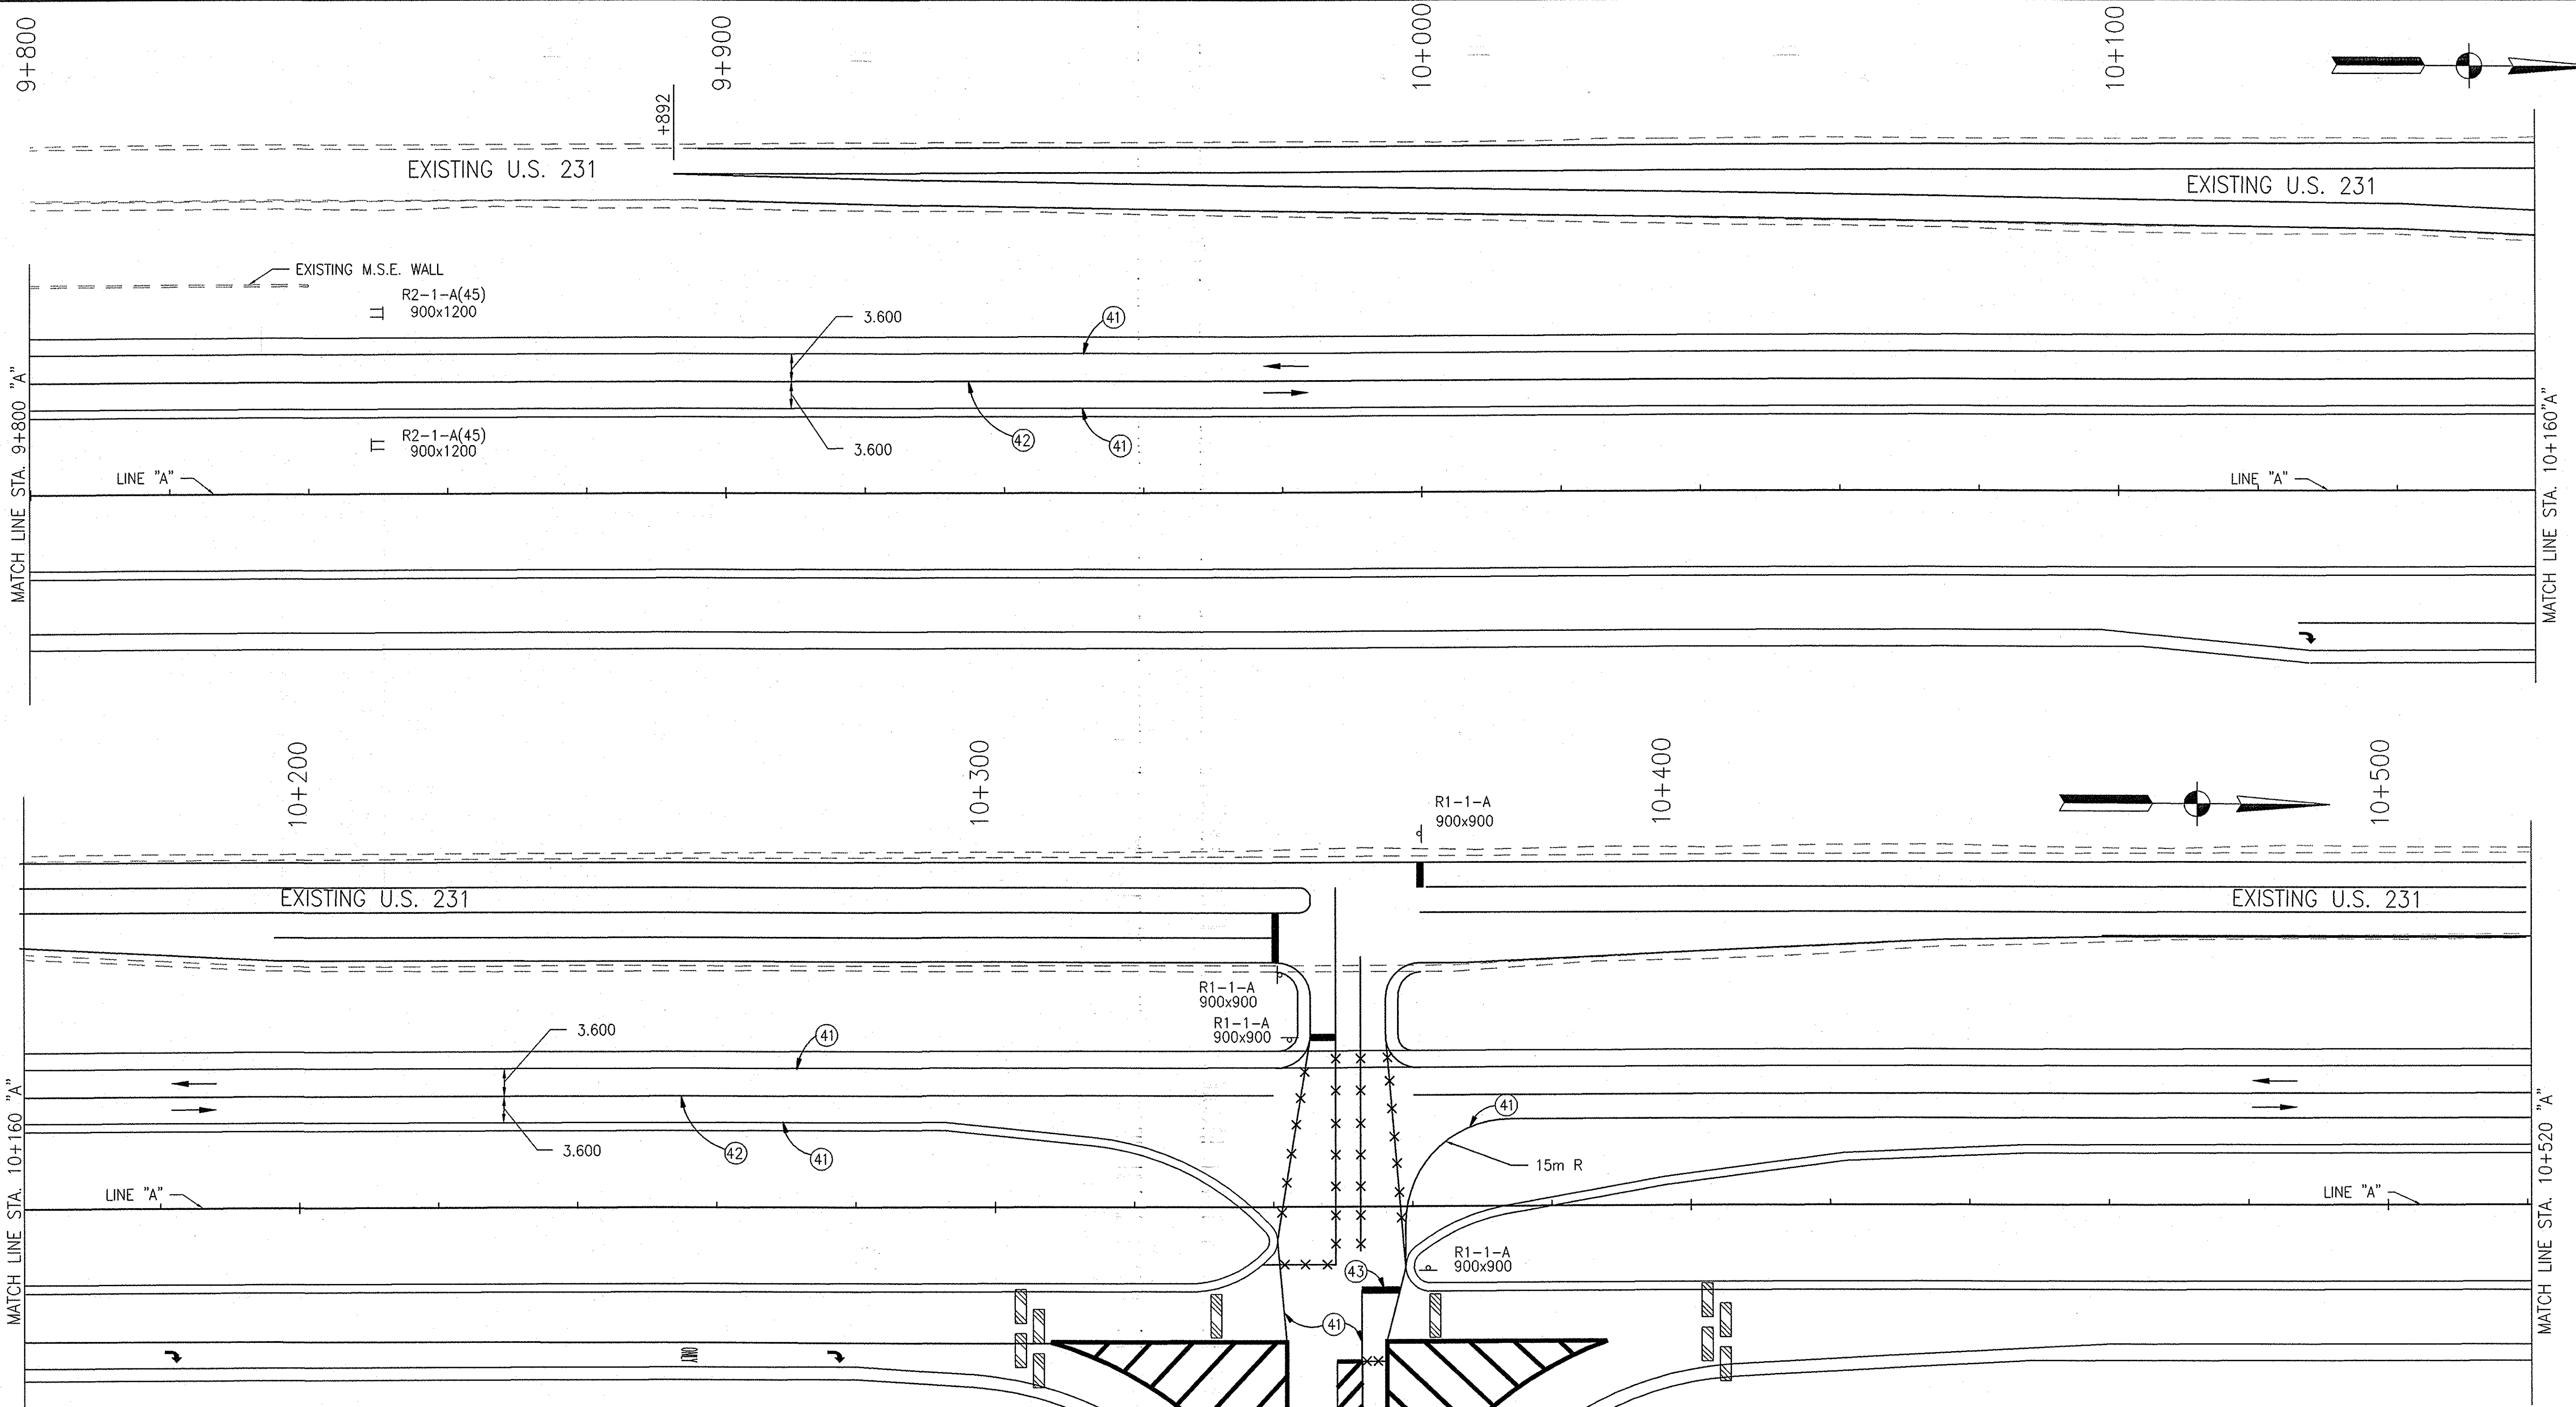 9+800
9+900
10+000
10+100
+892
EXISTING U.S. 231
EXISTING U.S. 231
EXISTING M.S.E. WALL
R2-1-A(45)
900x1200
3.600
41
MATCH LINE STA. 9+800 "A"
MATCH LINE STA. 10+160"A"
R2-1-A(45)
900x1200
3.600
42
41
LINE "A"
LINE "A"
10+200
10+300
10+400
10+500
R1-1-A
900x900
EXISTING U.S. 231
EXISTING U.S. 231
R1-1-A
900x900
R1-1-A
900x900
3.600
41
41
3.600
42
41
15m R
MATCH LINE STA. 10+160 "A"
MATCH LINE STA. 10+520 "A"
LINE "A"
LINE "A"
R1-1-A
900x900
43
41
ONLY